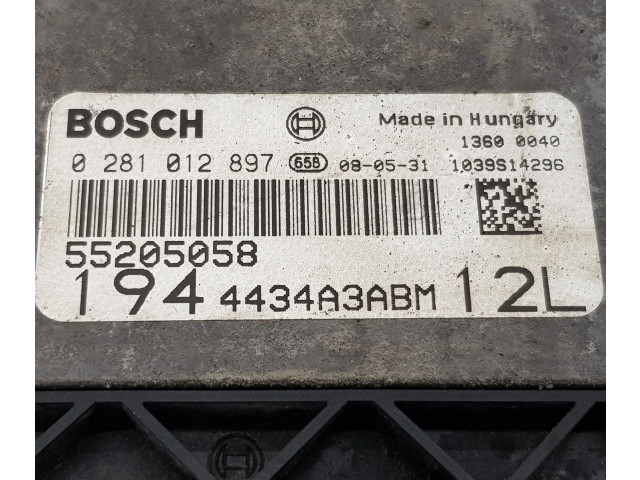 BOSCH Made in Hungary
1360 0040
0 281 012 897 658 08-05-31 1039S14296
55205058
194 4434A3ABM 12L